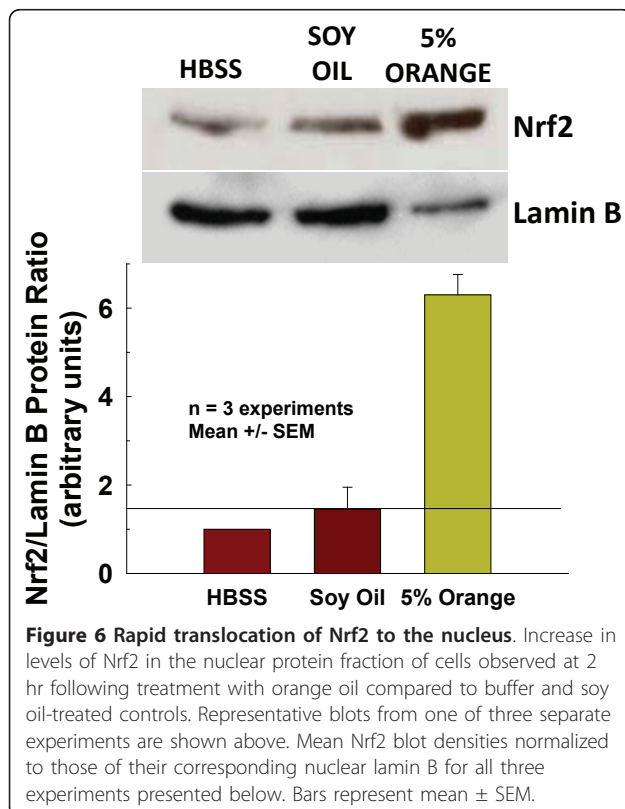 HBSS
SOY
OIL
5%
ORANGE
Nrf2
Lamin B
Nrf2/Lamin B Protein Ratio
(arbitrary units)
6
4
2
0
n = 3 experiments
Mean +/- SEM
HBSS Soy Oil 5% Orange
Figure 6 Rapid translocation of Nrf2 to the nucleus. Increase in
levels of Nrf2 in the nuclear protein fraction of cells observed at 2
hr following treatment with orange oil compared to buffer and soy
oil-treated controls. Representative blots from one of three separate
experiments are shown above. Mean Nrf2 blot densities normalized
to those of their corresponding nuclear lamin B for all three
experiments presented below. Bars represent mean ± SEM.